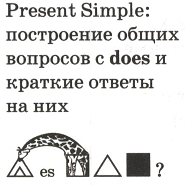 Present Simple:
построение общих
вопросов с does и
краткие ответы
на них
es ?